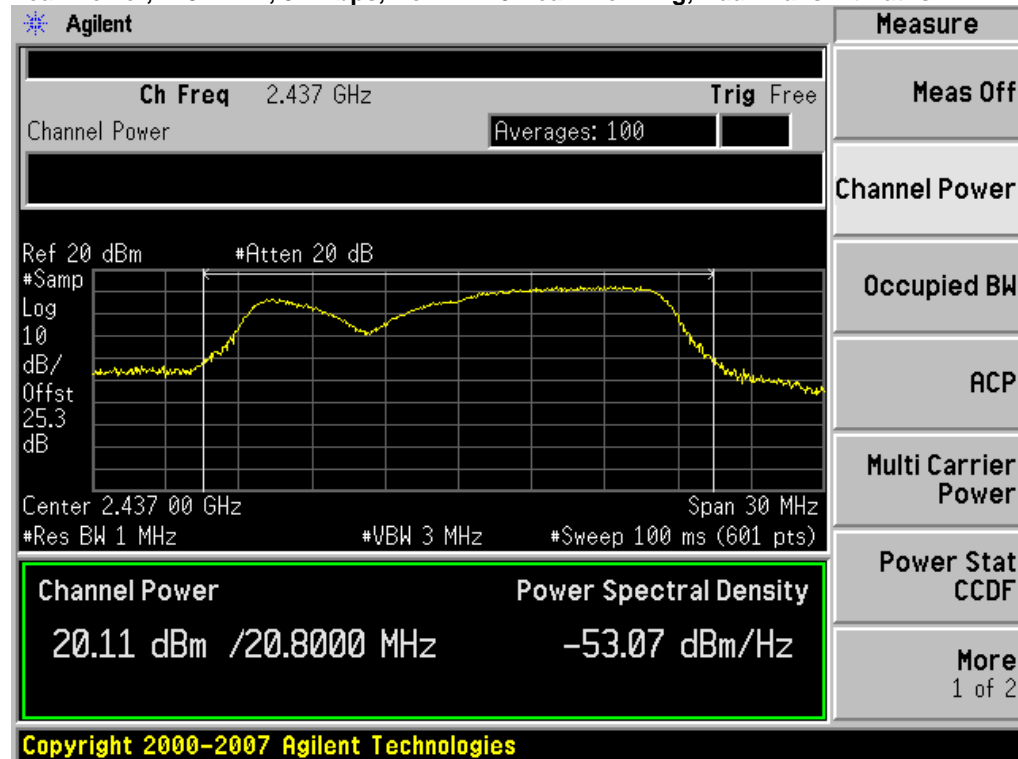 Agilent
Measure
Ch Freq 2.437 GHz Trig Free
Channel Power Averages: 100
Ref 20 dBm #Atten 20 dB
#Samp
Log
10
dB/
Offst
25.3
dB
Center 2.437 00 GHz Span 30 MHz
#Res BW 1 MHz #VBW 3 MHz #Sweep 100 ms (601 pts)
Channel Power Power Spectral Density
20.11 dBm /20.8000 MHz -53.07 dBm/Hz
Meas Off
Channel Power
Occupied BW
ACP
Multi Carrier
Power
Power Stat
CCDF
More
1 of 2
Copyright 2000-2007 Agilent Technologies